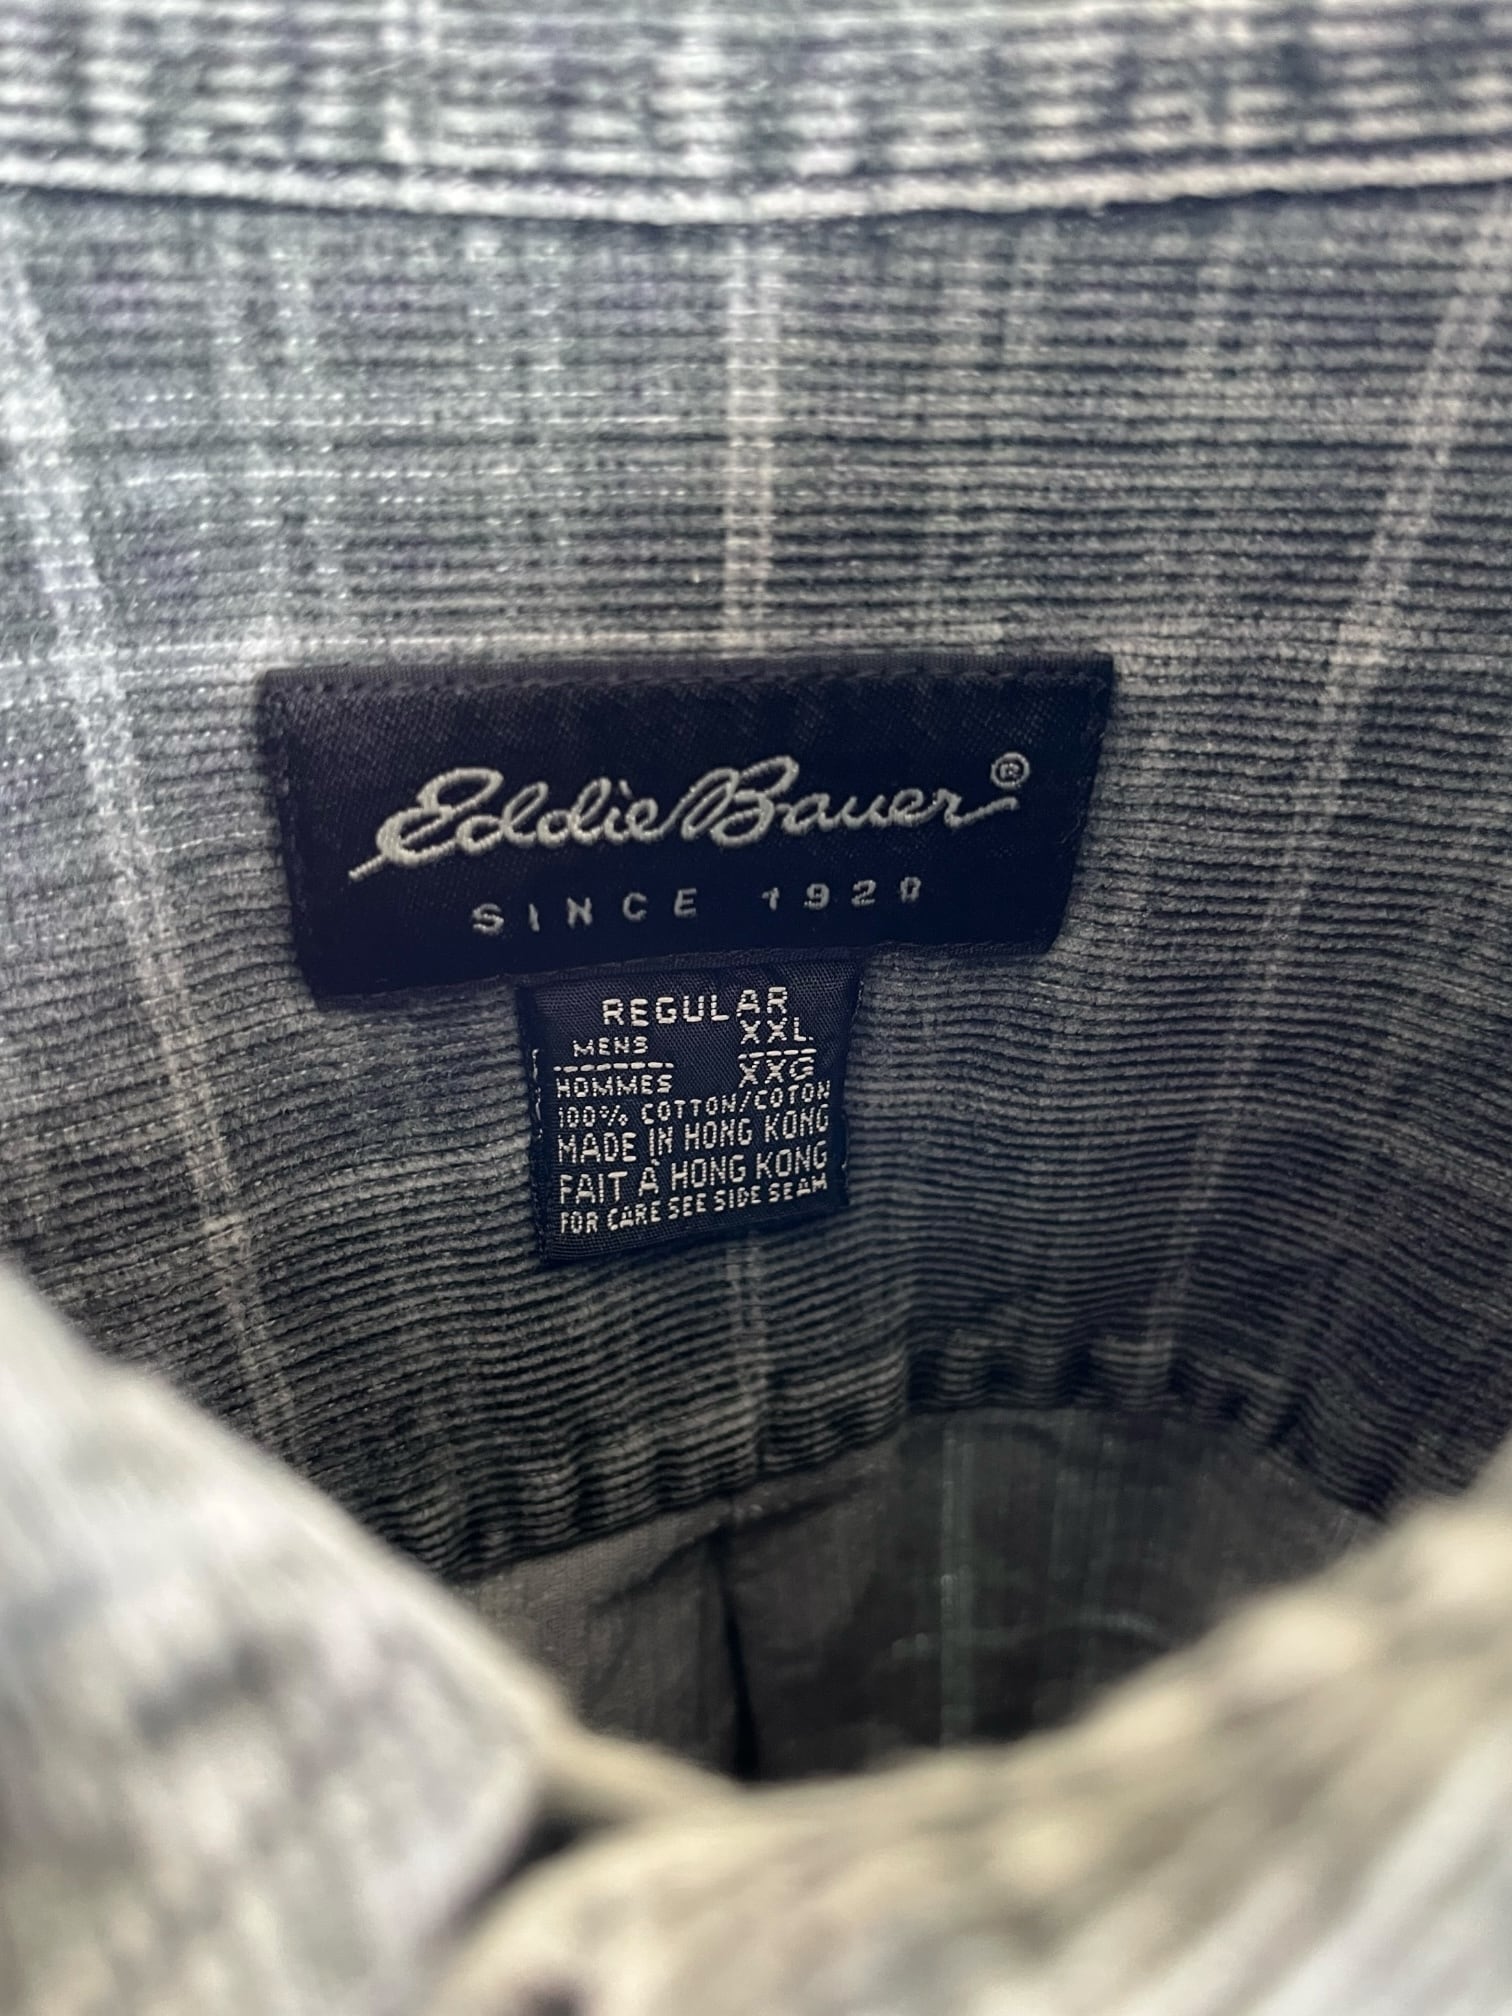 Eddie Bauer®
SINCE 1920
REGULAR
MENS XXL
HOMMES XXG
100% COTTON/COTON
MADE IN HONG KONG
FAIT À HONG KONG
FOR CARE SEE SIDE SEAM